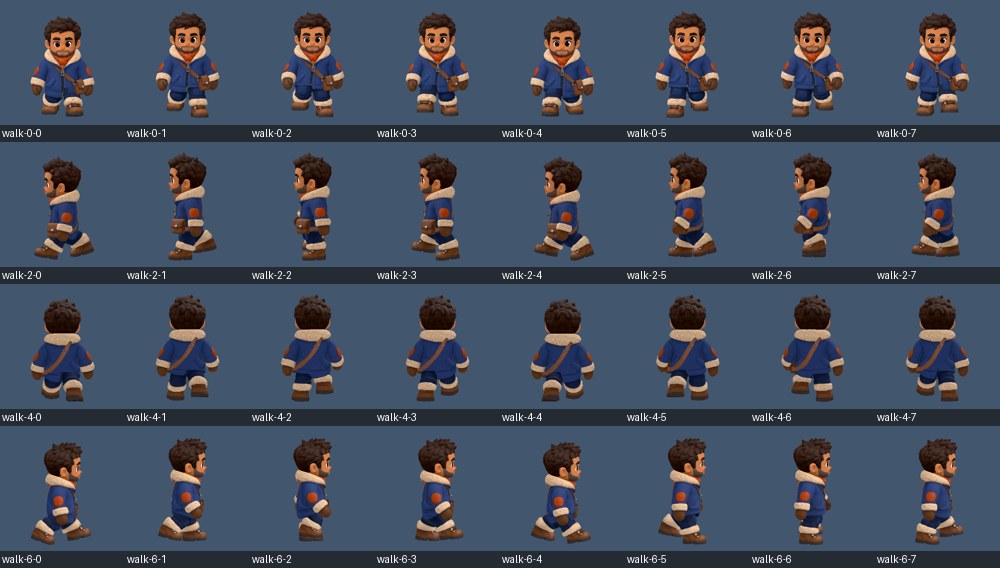 walk-0-0 walk-0-1 walk-0-2 walk-0-3 walk-0-4 walk-0-5 walk-0-6 walk-0-7
walk-2-0 walk-2-1 walk-2-2 walk-2-3 walk-2-4 walk-2-5 walk-2-6 walk-2-7
walk-4-0 walk-4-1 walk-4-2 walk-4-3 walk-4-4 walk-4-5 walk-4-6 walk-4-7
walk-6-0 walk-6-1 walk-6-2 walk-6-3 walk-6-4 walk-6-5 walk-6-6 walk-6-7